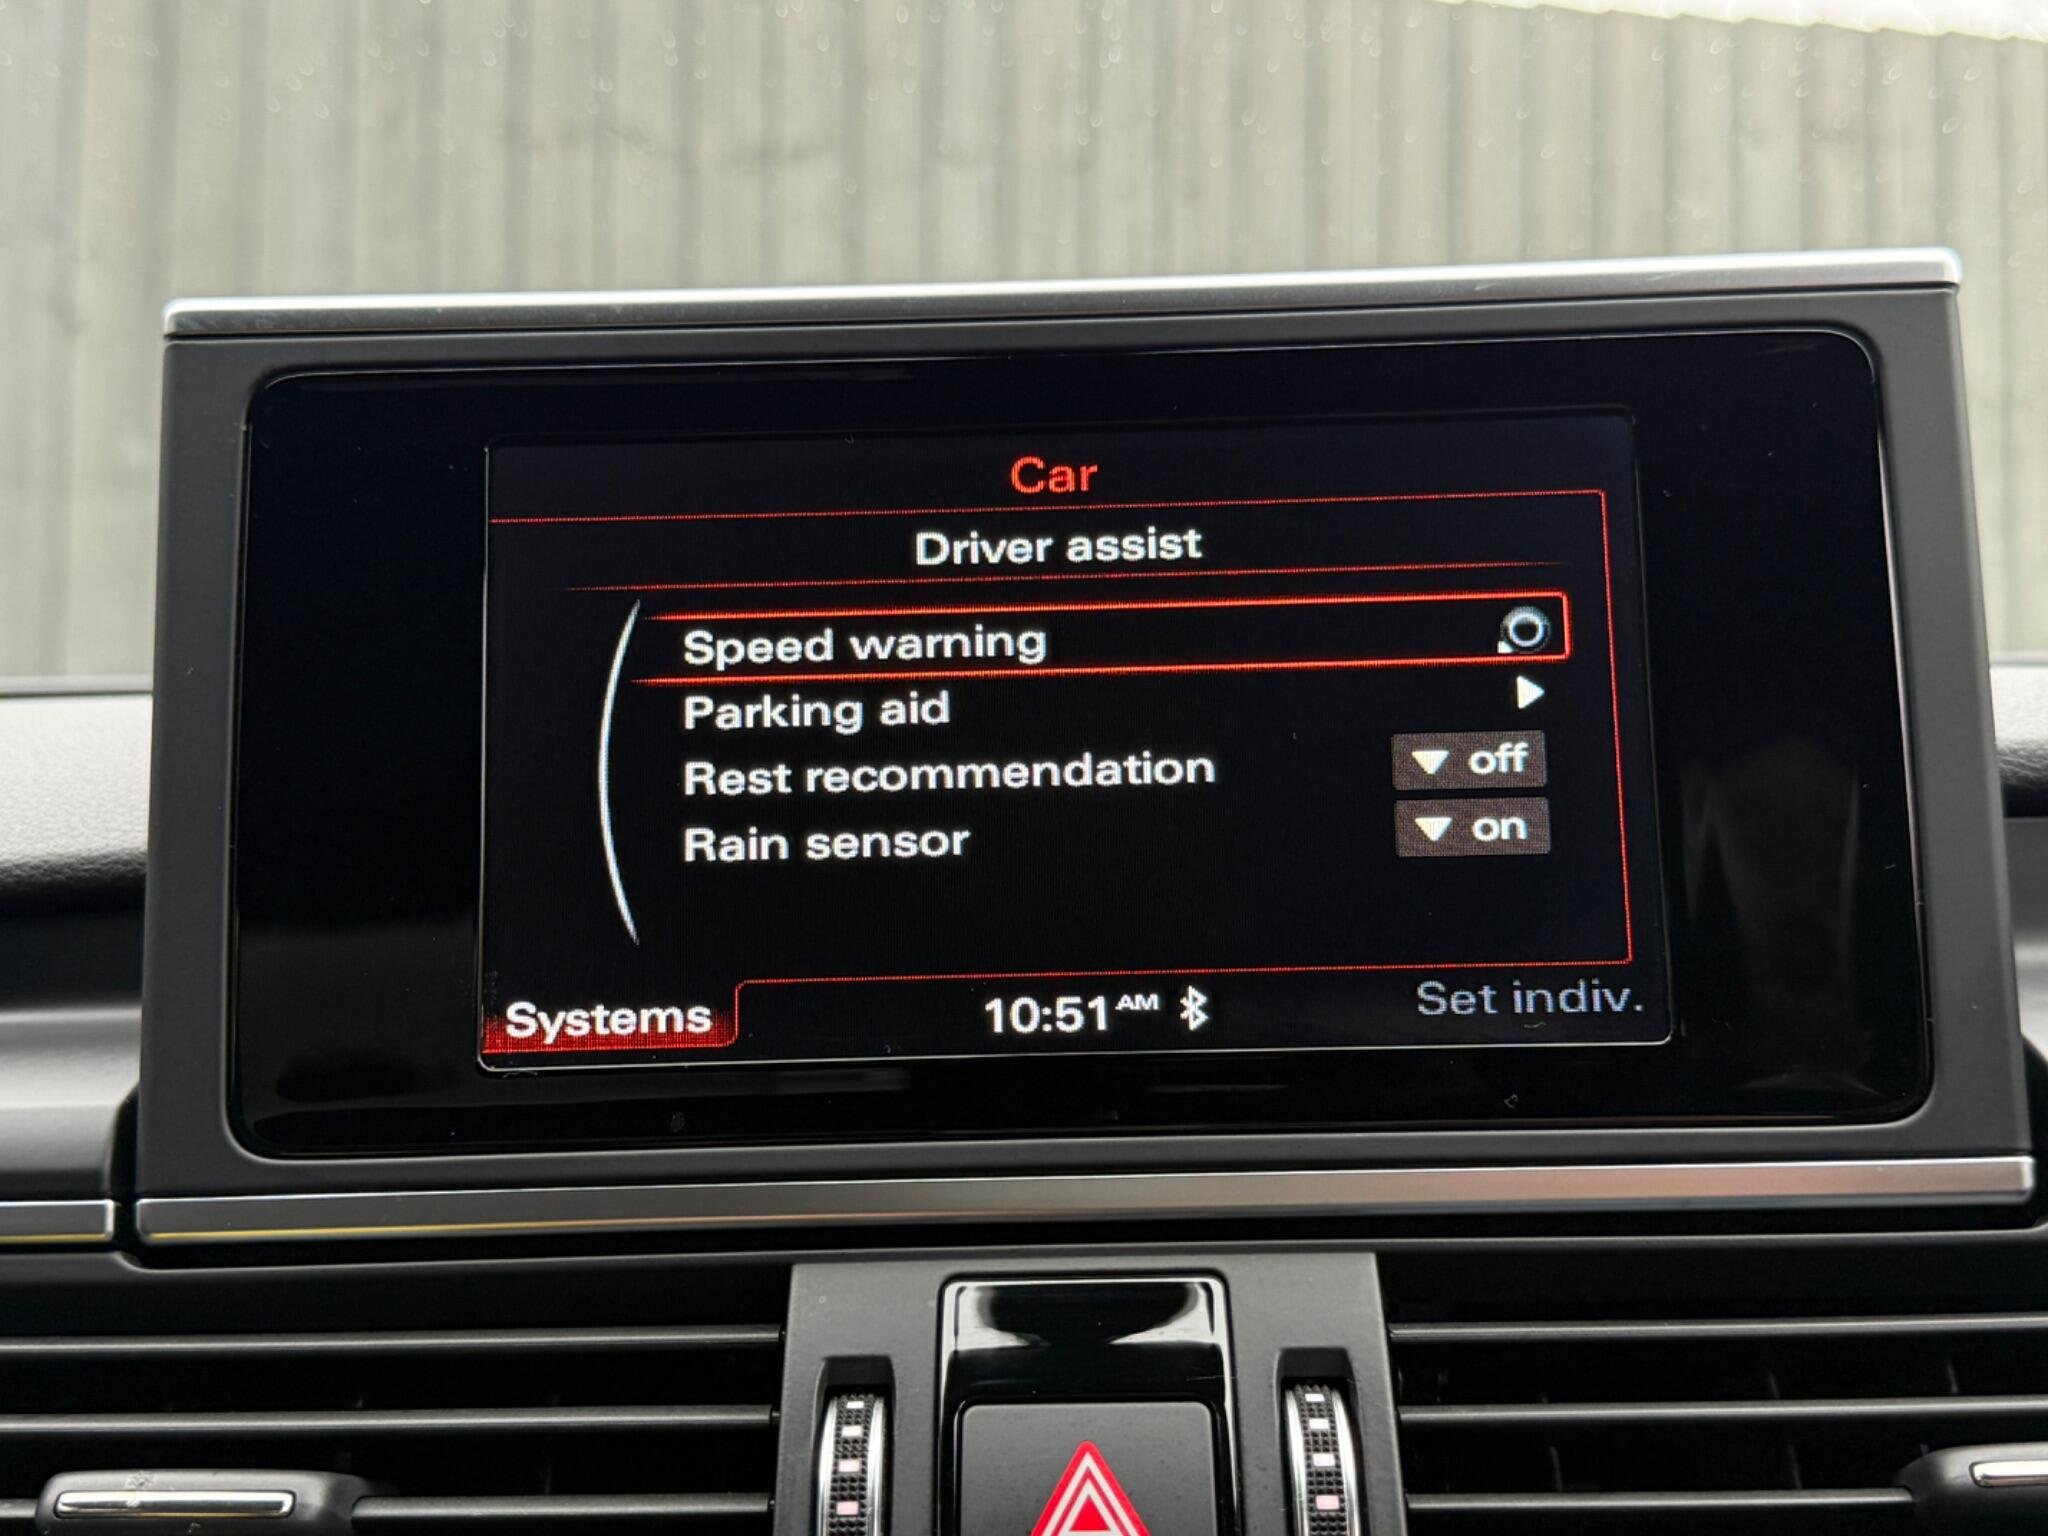 Car
Driver assist
Speed warning
Parking aid
Rest recommendation off
Rain sensor on
Systems 10:51 AM Set indiv.